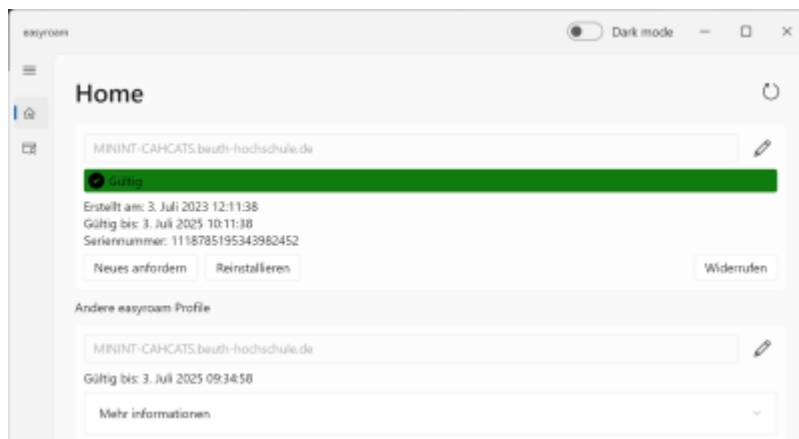 easyroam
Dark mode
Home
MININT-CAHCATS.beuth-hochschule.de
Gültig
Erstellt am: 3. Juli 2023 12:11:38
Gültig bis: 3. Juli 2025 10:11:38
Seriennummer: 1118785195343982452
Neues anfordern Reinstallieren Widerrufen
Andere easyroam Profile
MININT-CAHCATS.beuth-hochschule.de
Gültig bis: 3. Juli 2025 09:34:58
Mehr informationen